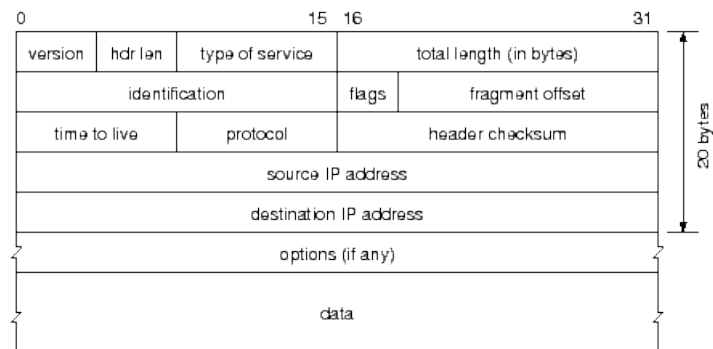 0 15 16 31
version hdr len type of service total length (in bytes)
identification flags fragment offset
time to live protocol header checksum
source IP address
destination IP address
options (if any)
data
20 bytes